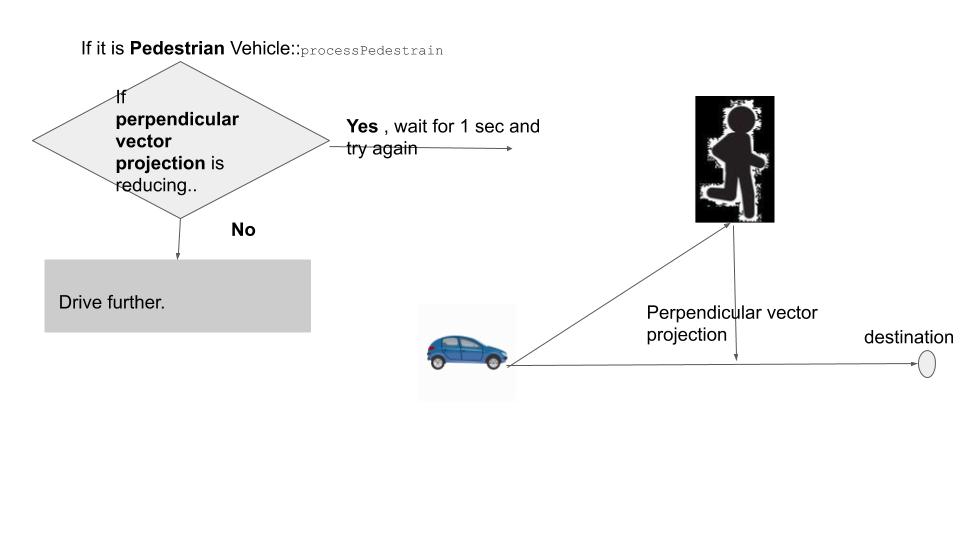 If it is Pedestrian Vehicle::processPedestrain
If
perpendicular
vector
projection is
reducing..
Yes , wait for 1 sec and
try again
No
Drive further.
Perpendicular vector
projection
destination